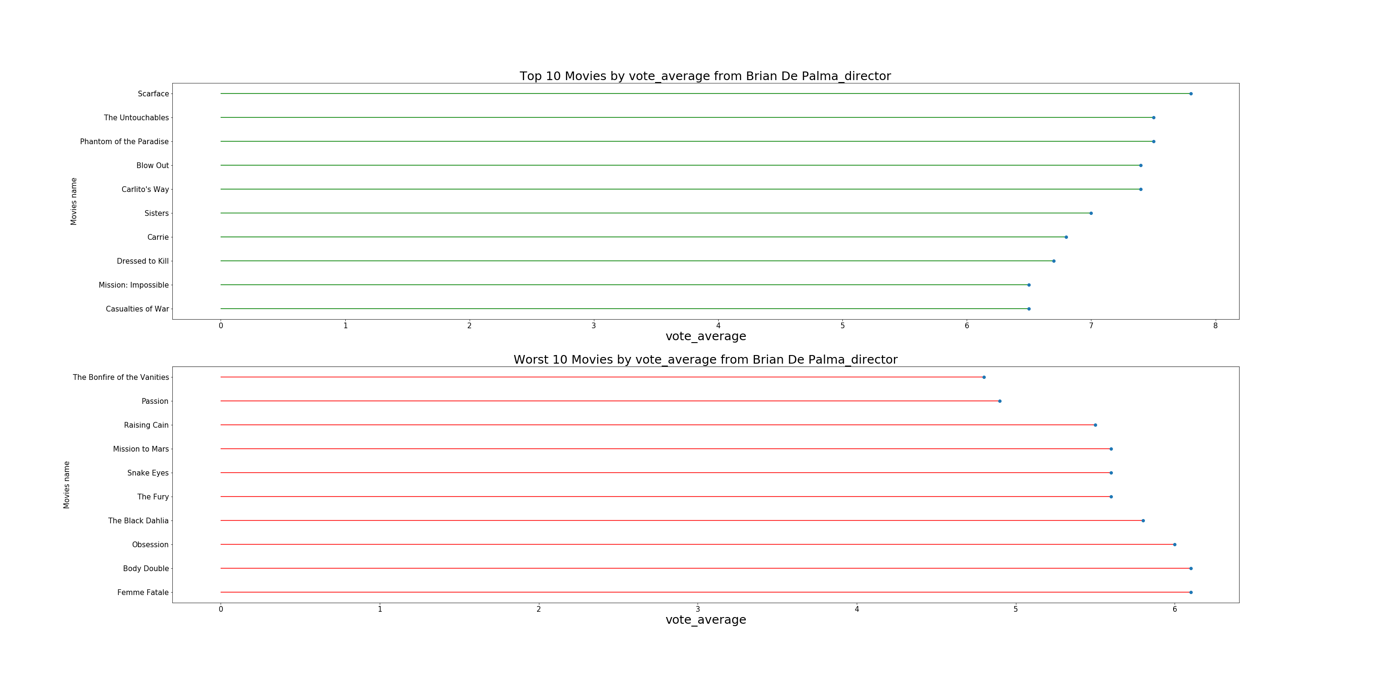 Top 10 Movies by vote_average from Brian De Palma_director
Movies name
Scarface
The Untouchables
Phantom of the Paradise
Blow Out
Carlito's Way
Sisters
Carrie
Dressed to Kill
Mission: Impossible
Casualties of War
0 1 2 3 4 5 6 7 8
vote_average
Worst 10 Movies by vote_average from Brian De Palma_director
Movies name
The Bonfire of the Vanities
Passion
Raising Cain
Mission to Mars
Snake Eyes
The Fury
The Black Dahlia
Obsession
Body Double
Femme Fatale
0 1 2 3 4 5 6
vote_average